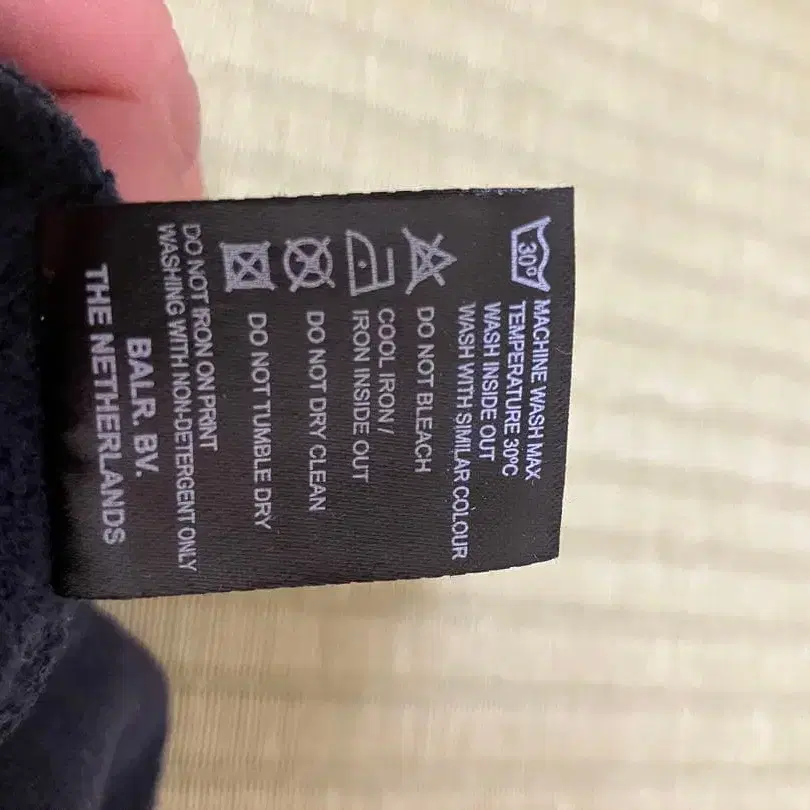 30°
MACHINE WASH MAX
TEMPERATURE 30ºC
WASH INSIDE OUT
WASH WITH SIMILAR COLOUR
DO NOT BLEACH
COOL IRON /
IRON INSIDE OUT
DO NOT DRY CLEAN
DO NOT TUMBLE DRY
DO NOT IRON ON PRINT
WASHING WITH NON-DETERGENT ONLY
BALR. BV.
THE NETHERLANDS